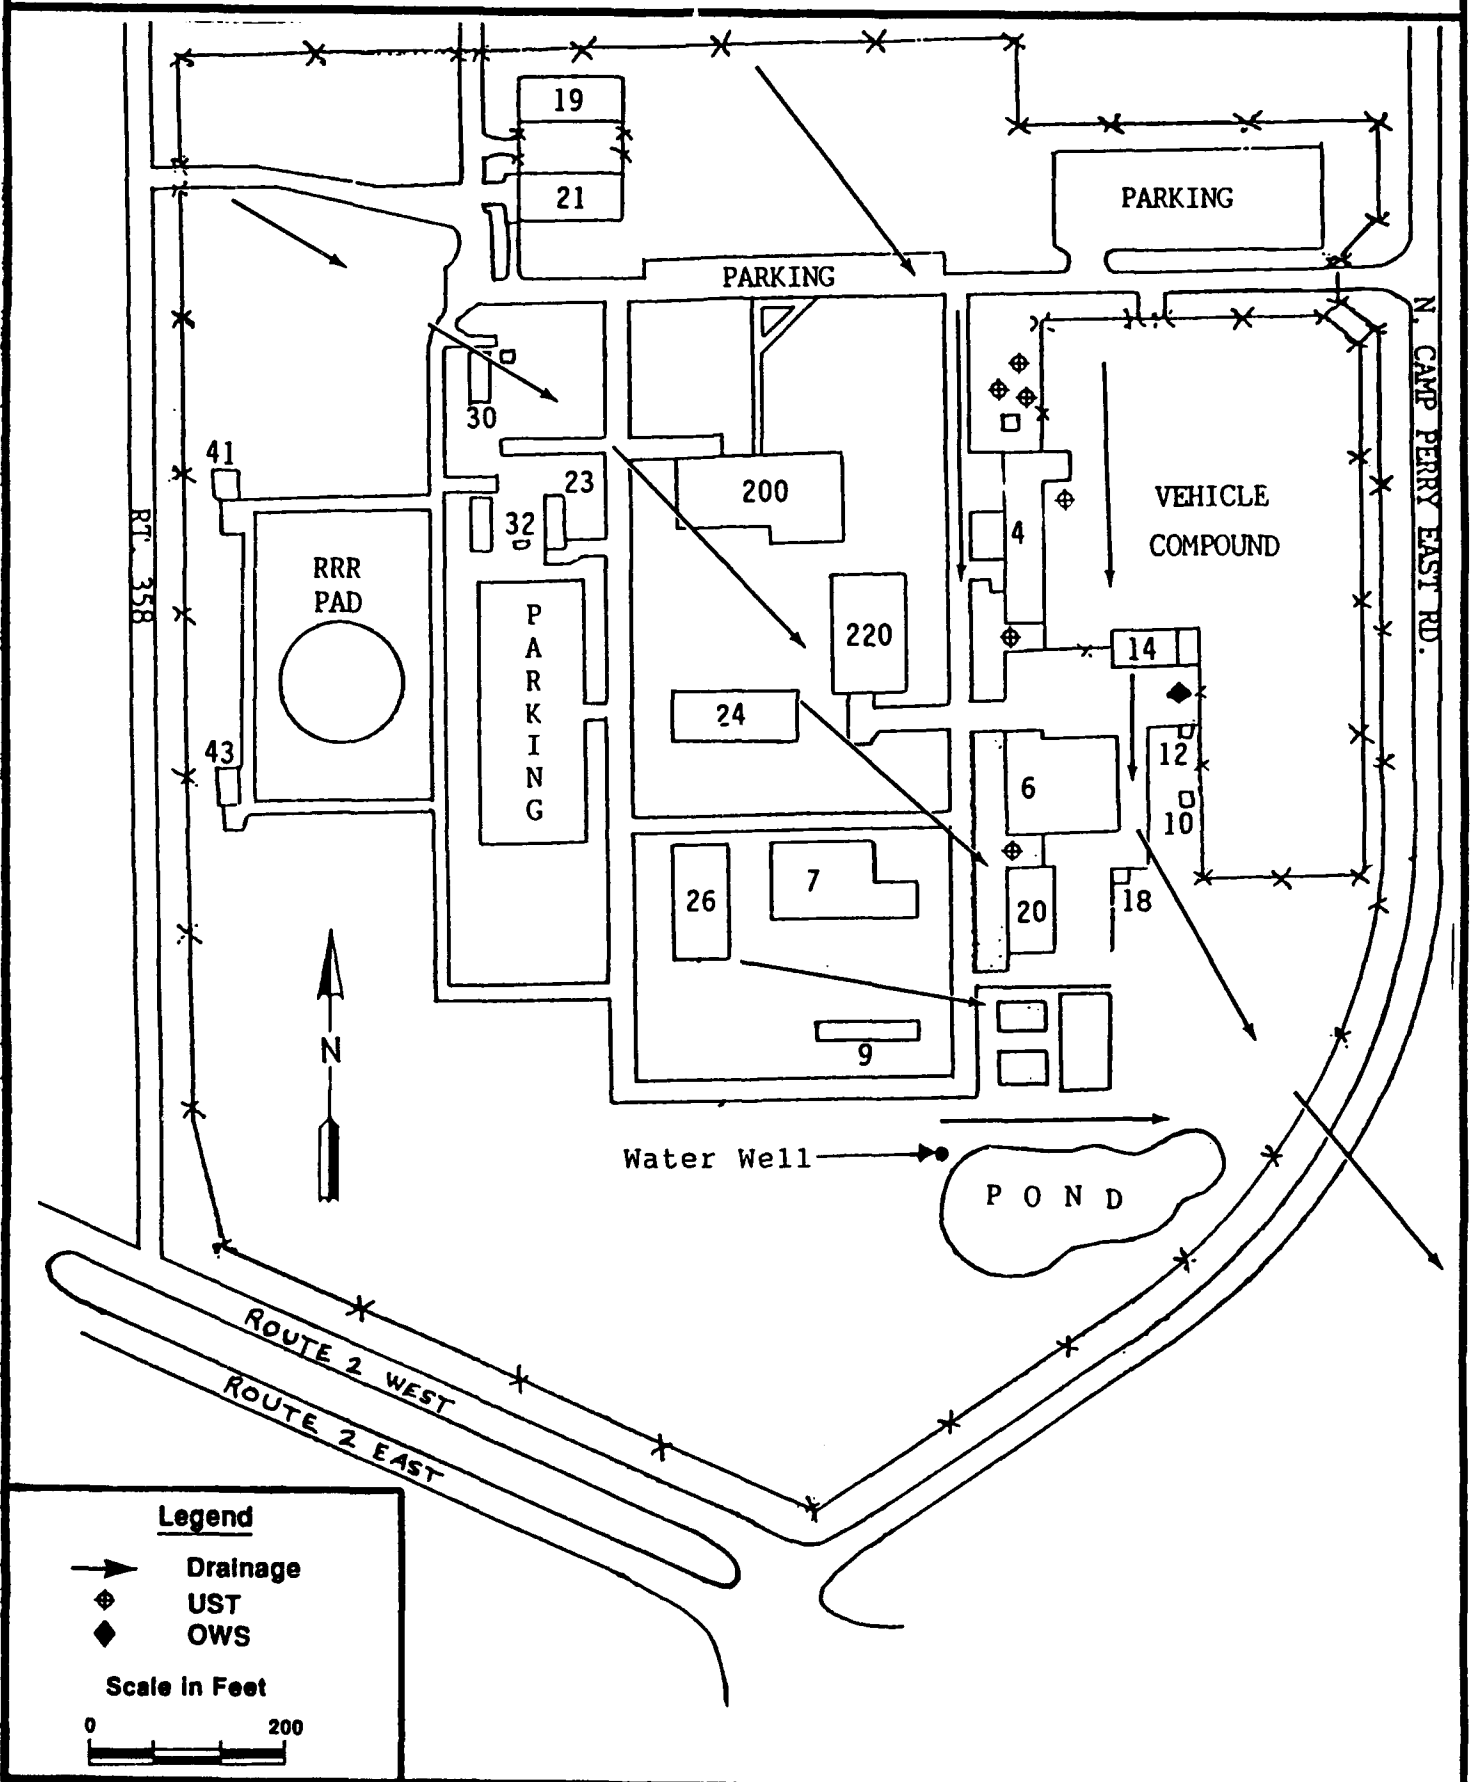 19
21
PARKING
PARKING
30
41
23
200
32
4
VEHICLE
COMPOUND
N. CAMP PERRY EAST RD.
RT. 358
RRR
PAD
P
A
R
K
I
N
G
220
14
24
43
12
6
10
26
7
20
18
N
9
Water Well
POND
ROUTE 2 WEST
ROUTE 2 EAST
Legend
Drainage
UST
OWS
Scale in Feet
0 200